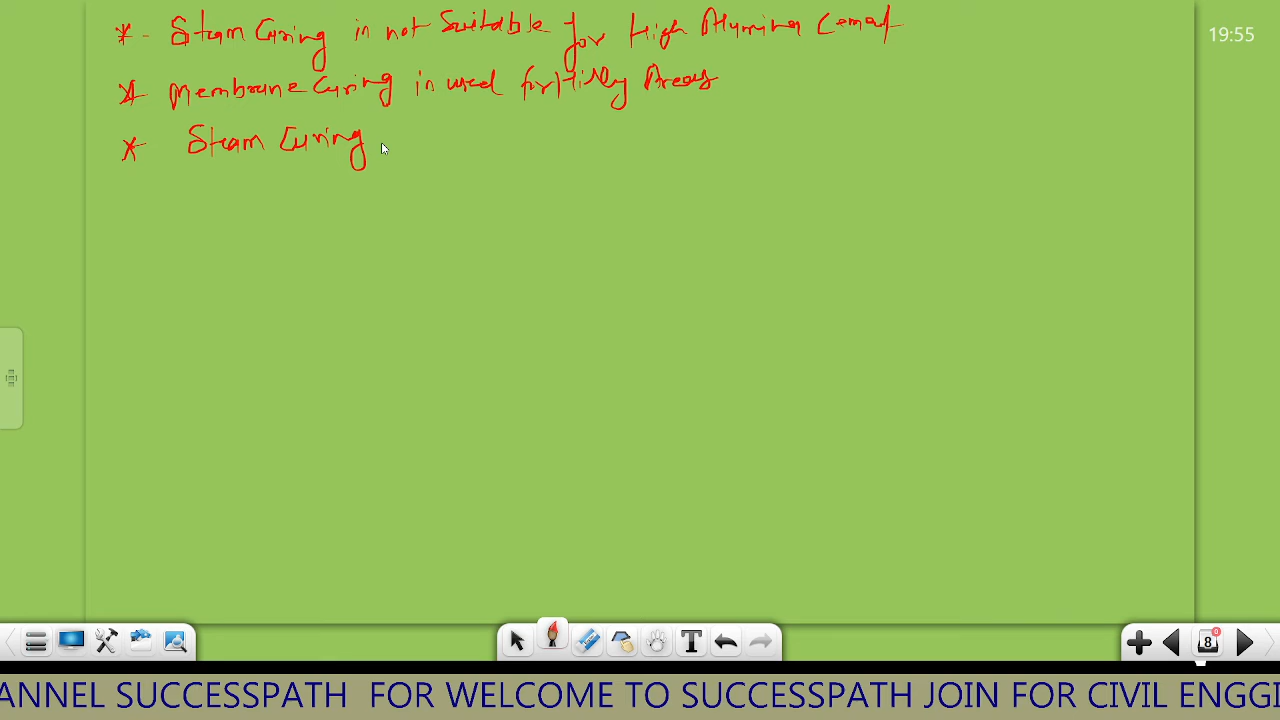 * - Steam Curing is not Suitable for High Alumina Cement
19:55
* Membrane Curing is used for Hilly Areas
* Steam Curing
T
8
ANNEL SUCCESSPATH FOR WELCOME TO SUCCESSPATH JOIN FOR CIVIL ENGGI